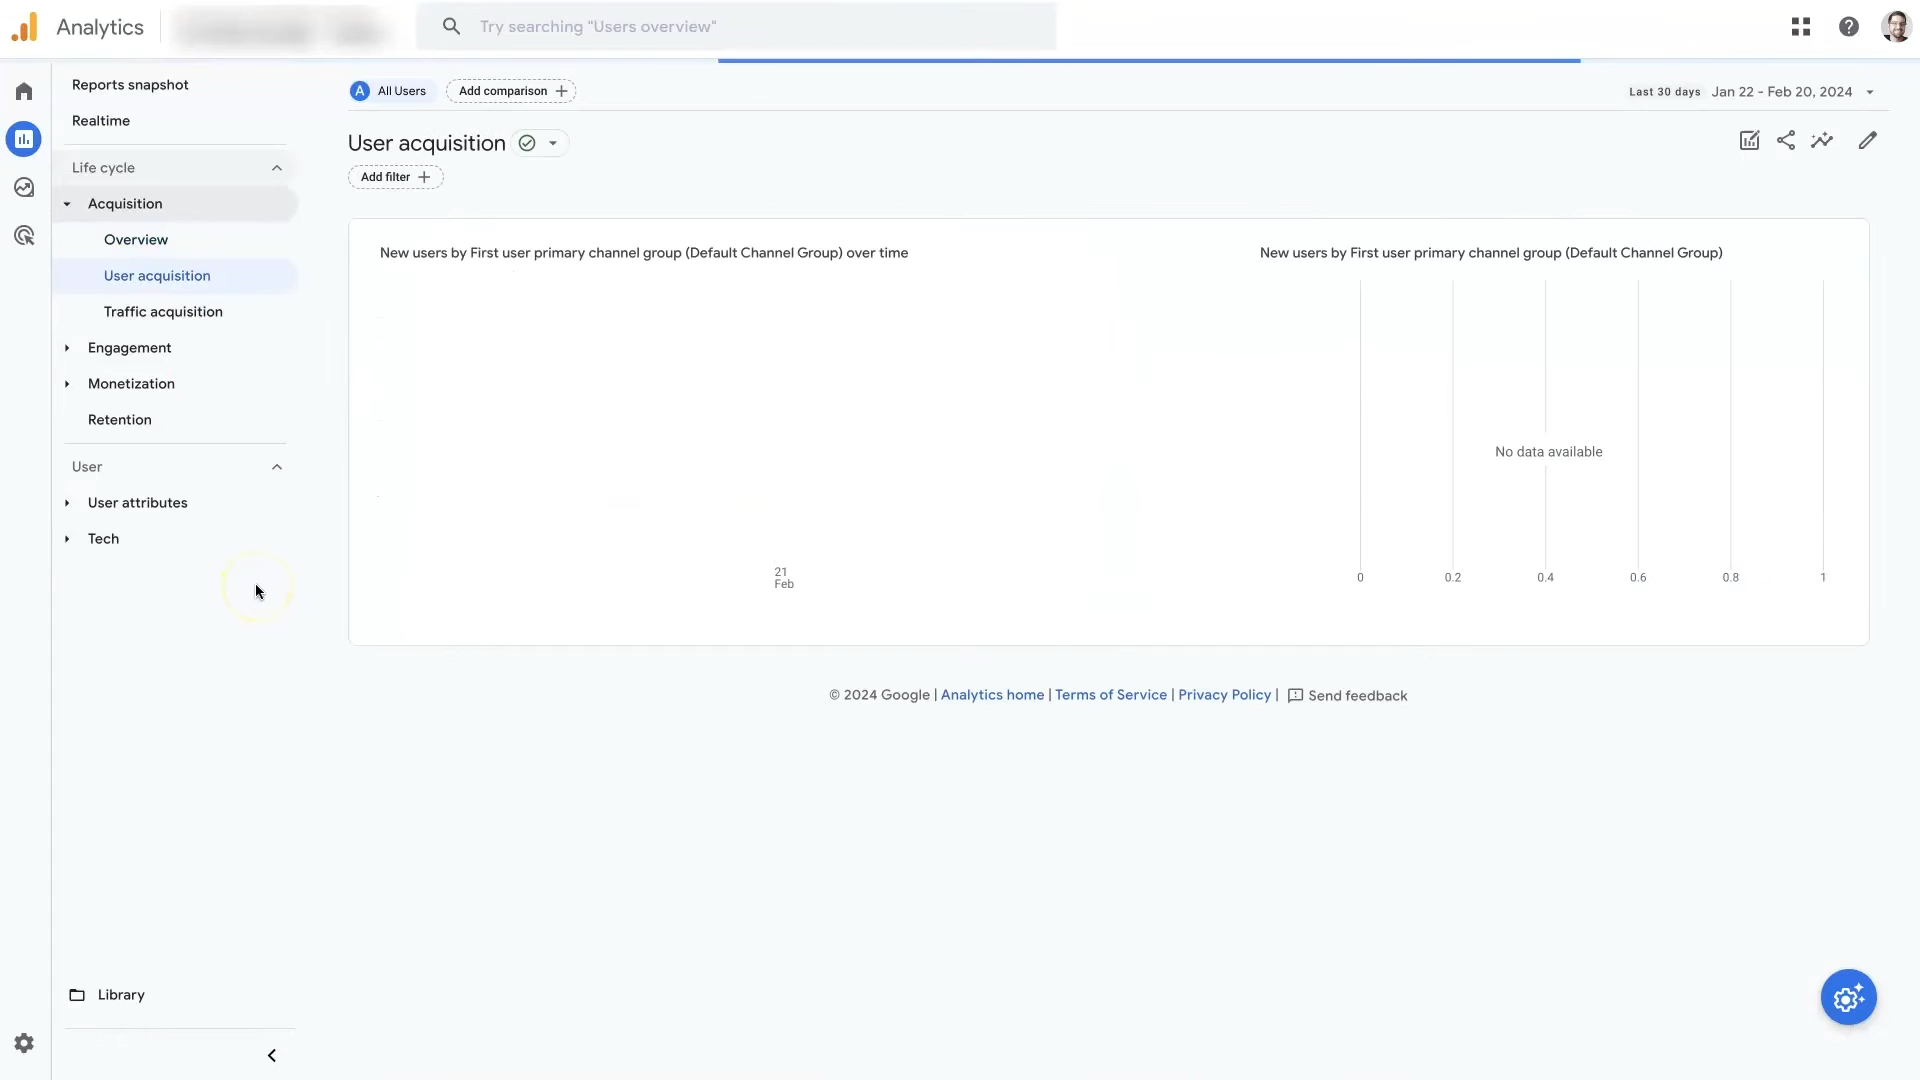 Analytics
Try searching "Users overview"
Reports snapshot
Realtime
Life cycle
Acquisition
Overview
User acquisition
Traffic acquisition
Engagement
Monetization
Retention
User
User attributes
Tech
Library
A All Users
Add comparison
Last 30 days Jan 22 - Feb 20, 2024
User acquisition
Add filter
New users by First user primary channel group (Default Channel Group) over time
21
Feb
New users by First user primary channel group (Default Channel Group)
No data available
0 0.2 0.4 0.6 0.8 1
© 2024 Google | Analytics home | Terms of Service | Privacy Policy | Send feedback